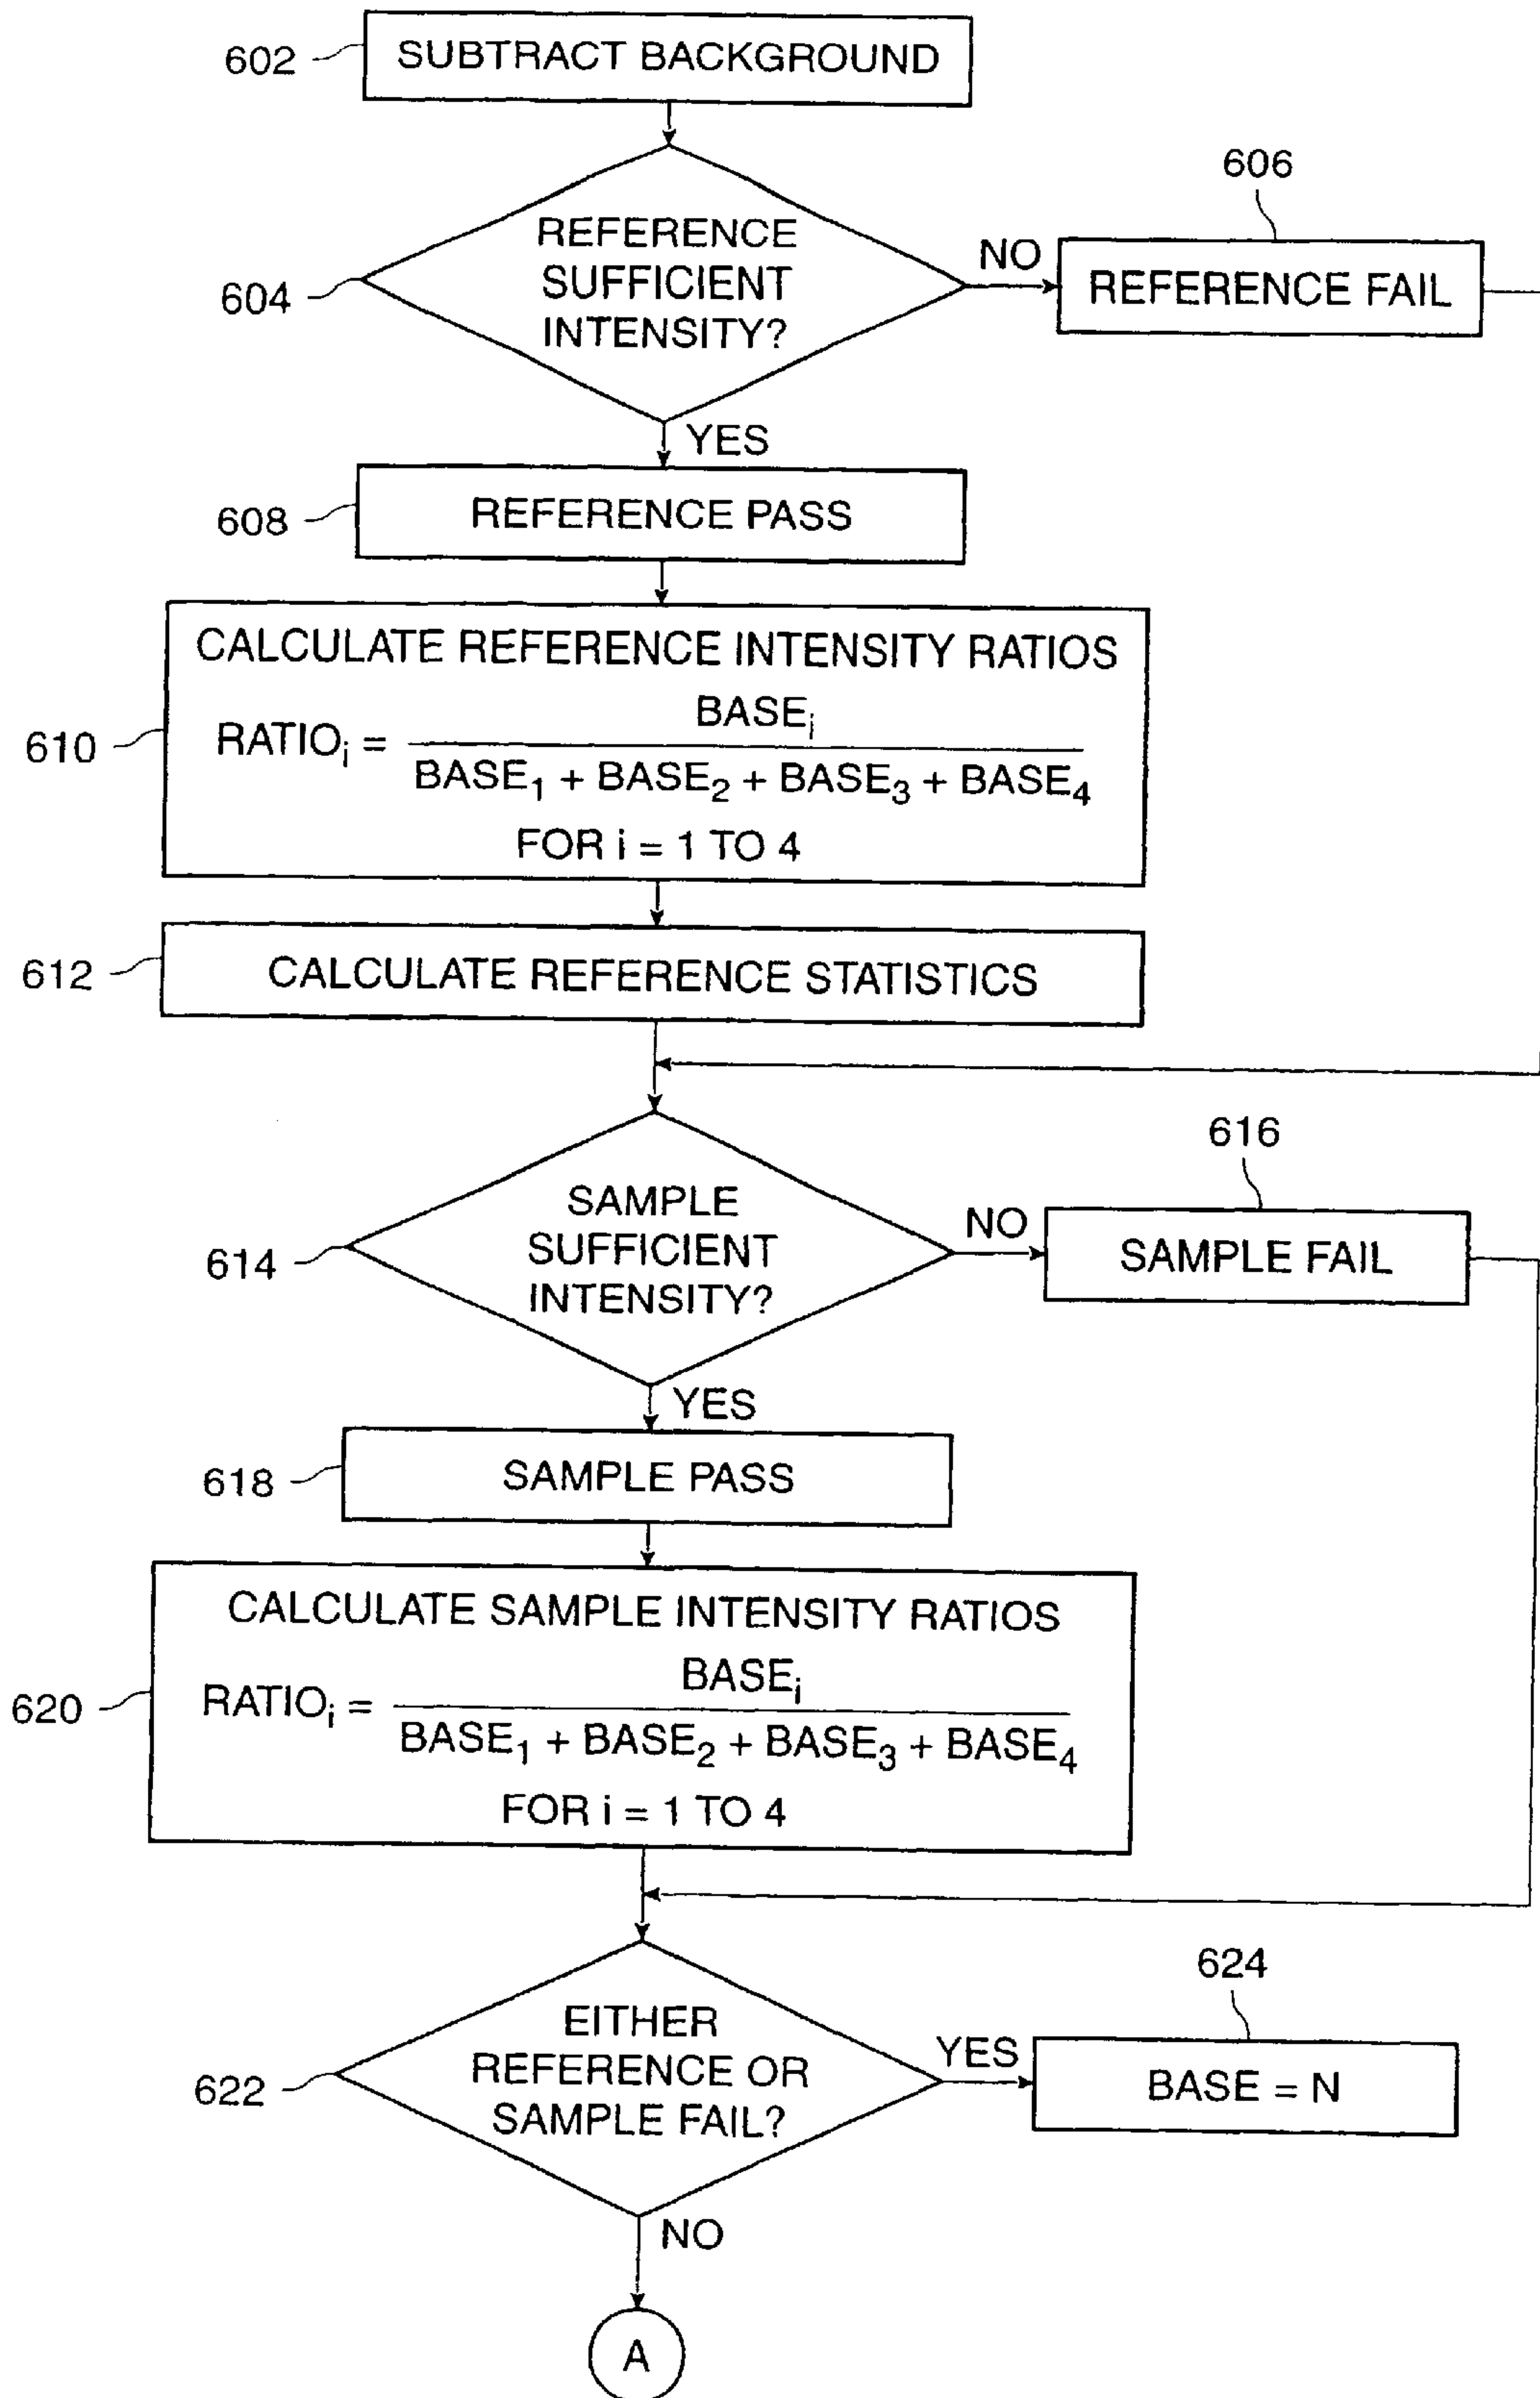 602
SUBTRACT BACKGROUND
606
604
REFERENCE
SUFFICIENT
INTENSITY?
NO
REFERENCE FAIL
YES
608
REFERENCE PASS
610
CALCULATE REFERENCE INTENSITY RATIOS
RATIOᵢ = BASEᵢ
BASE₁ + BASE₂ + BASE₃ + BASE₄
FOR i = 1 TO 4
612
CALCULATE REFERENCE STATISTICS
616
614
SAMPLE
SUFFICIENT
INTENSITY?
NO
SAMPLE FAIL
YES
618
SAMPLE PASS
620
CALCULATE SAMPLE INTENSITY RATIOS
RATIOᵢ = BASEᵢ
BASE₁ + BASE₂ + BASE₃ + BASE₄
FOR i = 1 TO 4
624
622
EITHER
REFERENCE OR
SAMPLE FAIL?
YES
BASE = N
NO
A